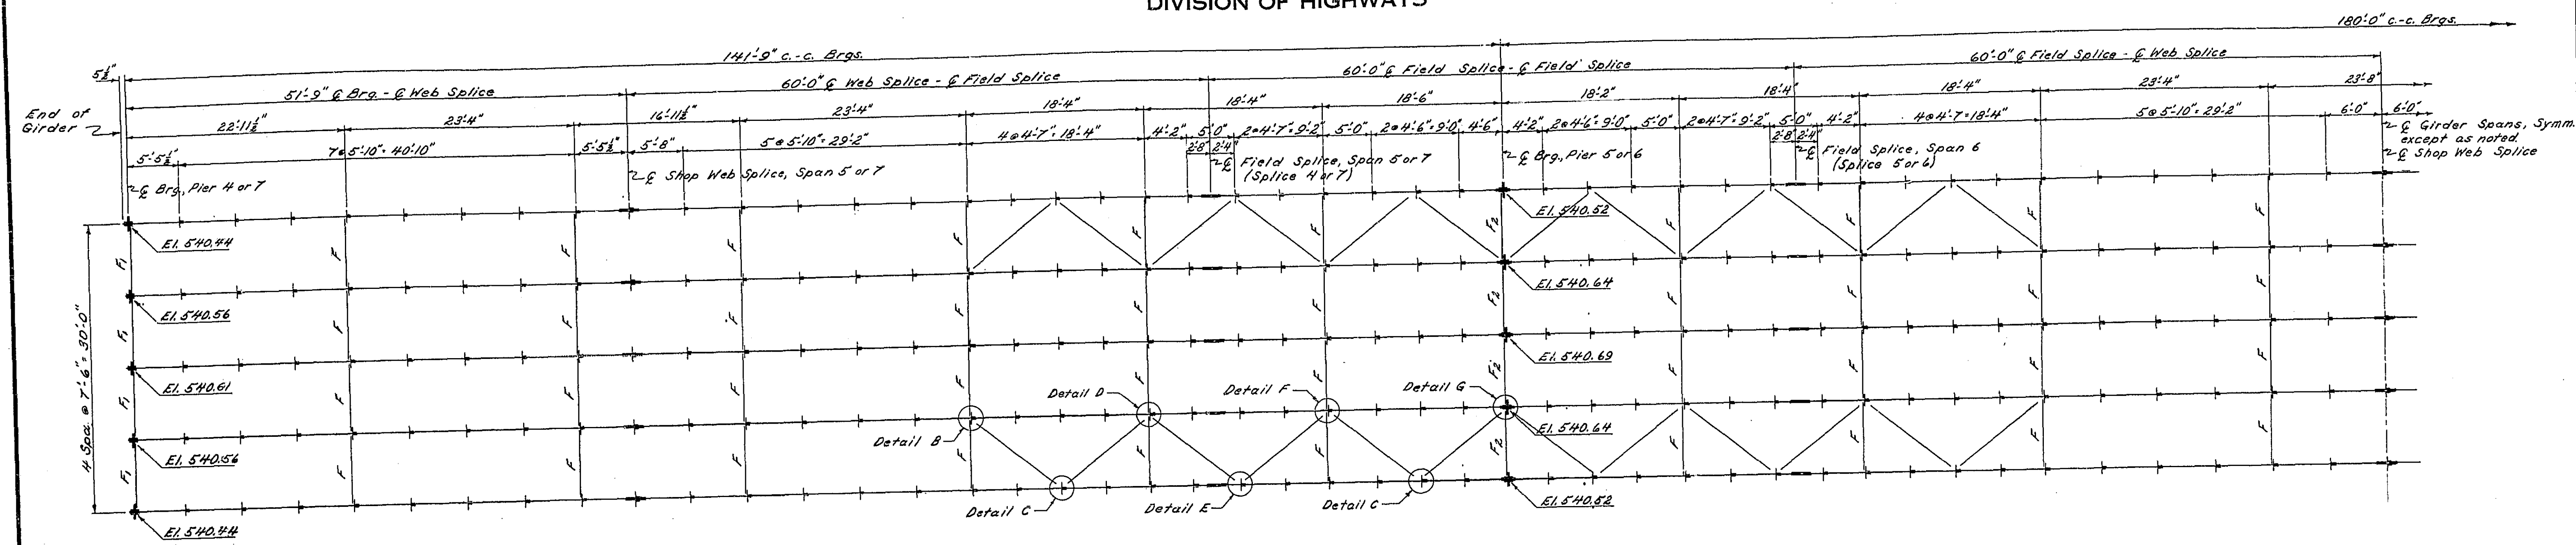 DIVISION OF HIGHWAYS
180'-0" c.-c. Brgs.
141'-9" c.-c. Brgs.
5½"
51'-9" ℄ Brg. - ℄ Web Splice
60'-0" ℄ Web Splice - ℄ Field Splice
60'-0" ℄ Field Splice - ℄ Field Splice
60'-0" ℄ Field Splice - ℄ Web Splice
End of
Girder
22'-11½"
23'-4"
16'-11½"
23'-4"
18'-4"
18'-4"
18'-6"
18'-2"
18'-4"
18'-4"
23'-4"
23'-8"
5'-5½"
7@5'-10"=40'-10"
5'-5½"
5'-8"
5@5'-10"=29'-2"
4@4'-7"=18'-4"
4'-2"
5'-0"
2@4'-7"=9'-2"
5'-0"
2@4'-6"=9'-0"
4'-6"
4'-2"
2@4'-6"=9'-0"
5'-0"
2@4'-7"=9'-2"
5'-0"
4'-2"
4@4'-7"=18'-4"
5@5'-10"=29'-2"
6'-0"
6'-0"
2'-8"
2'-4"
2'-8"
2'-4"
℄ Brg., Pier 4 or 7
℄ Shop Web Splice, Span 5 or 7
℄ Field Splice, Span 5 or 7
(Splice 4 or 7)
℄ Brg., Pier 5 or 6
℄ Field Splice, Span 6
(Splice 5 or 6)
℄ Girder Spans, Symm.
except as noted.
℄ Shop Web Splice
El. 540.44
El. 540.52
F1 F F F F F F F2 F F F F
El. 540.56
El. 540.64
F1 F F F F F F F2 F F F F
El. 540.61
El. 540.69
4 Spa. @ 7'-6" = 30'-0"
F1 F F F F F F F2 F F F F
Detail B
Detail D
Detail F
Detail G
El. 540.56
El. 540.64
F1 F F F F F F F2 F F F F
Detail C
Detail E
Detail C
El. 540.44
El. 540.52